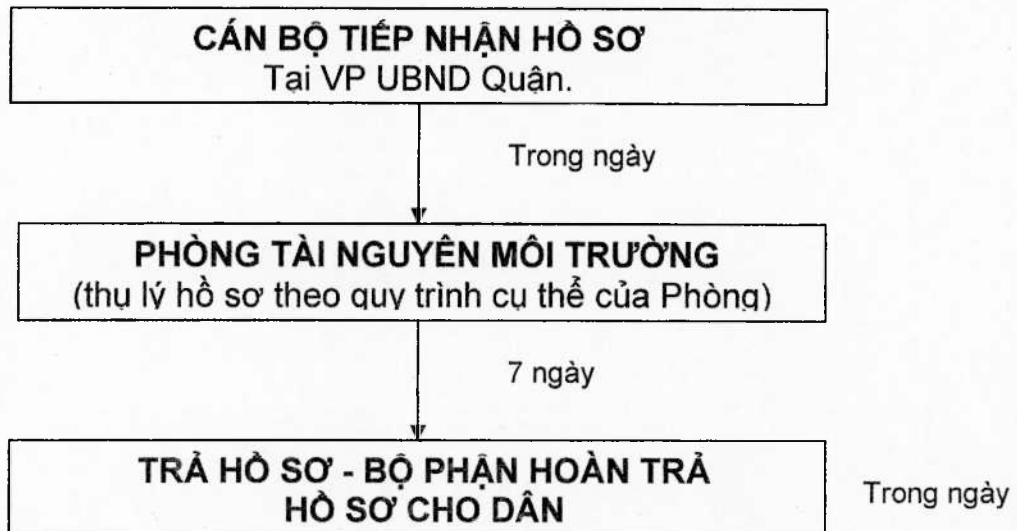 CÁN BỘ TIẾP NHẬN HỒ SƠ
Tại VP UBND Quận.
Trong ngày
PHÒNG TÀI NGUYÊN MÔI TRƯỜNG
(thụ lý hồ sơ theo quy trình cụ thể của Phòng)
7 ngày
TRẢ HỒ SƠ - BỘ PHẬN HOÀN TRẢ
HỒ SƠ CHO DÂN
Trong ngày